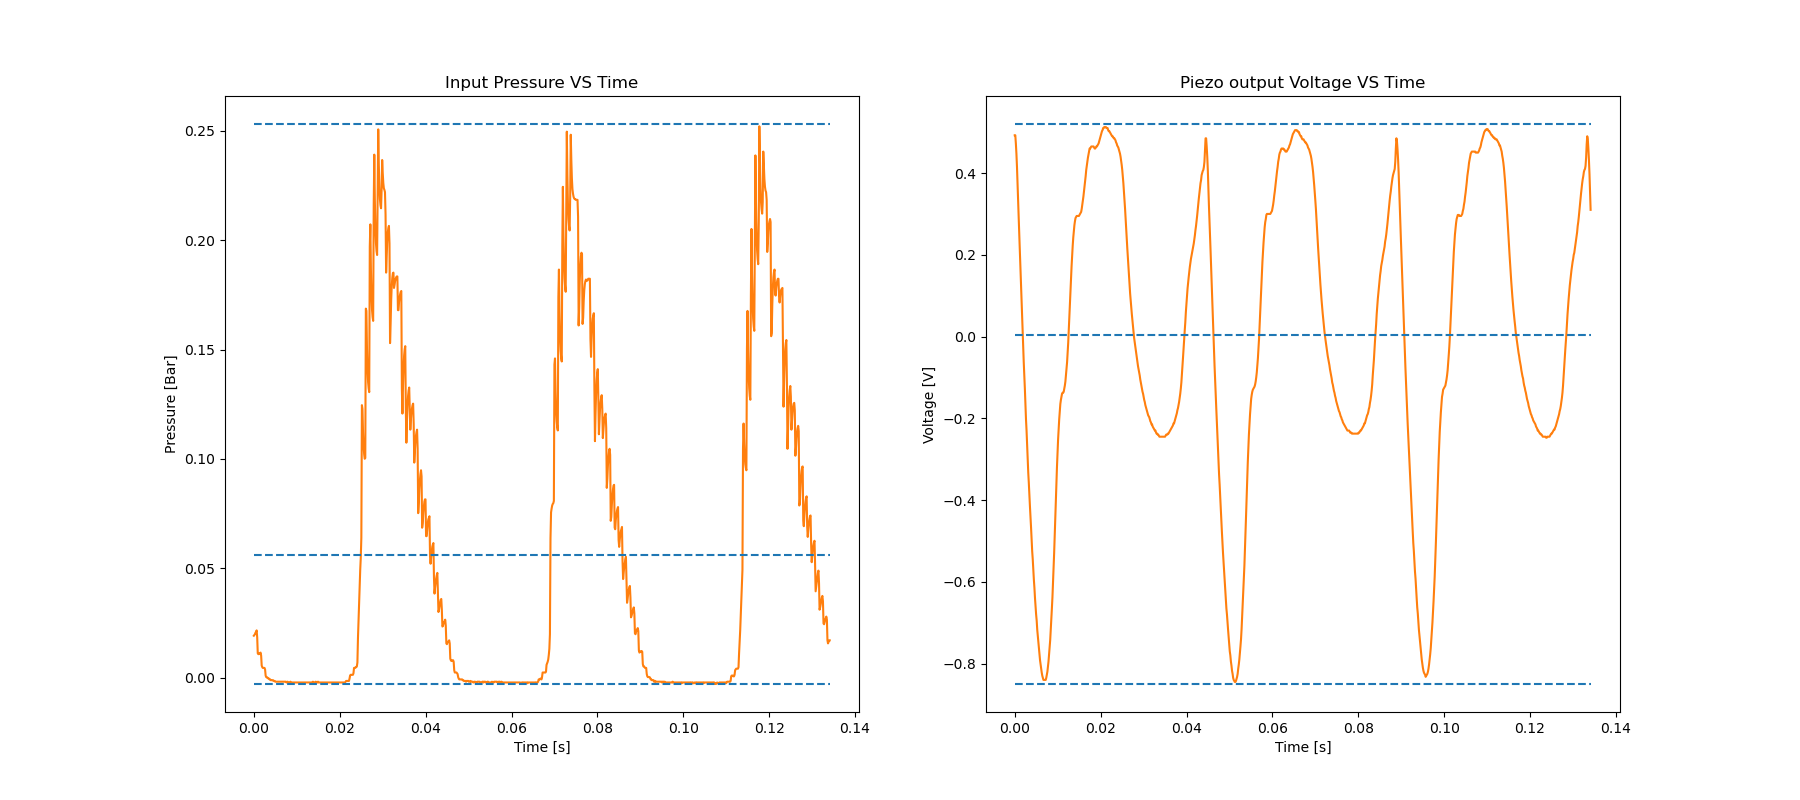 Input Pressure VS Time
Pressure [Bar]
0.25
0.20
0.15
0.10
0.05
0.00
0.00 0.02 0.04 0.06 0.08 0.10 0.12 0.14
Time [s]
Piezo output Voltage VS Time
Voltage [V]
0.4
0.2
0.0
−0.2
−0.4
−0.6
−0.8
0.00 0.02 0.04 0.06 0.08 0.10 0.12 0.14
Time [s]